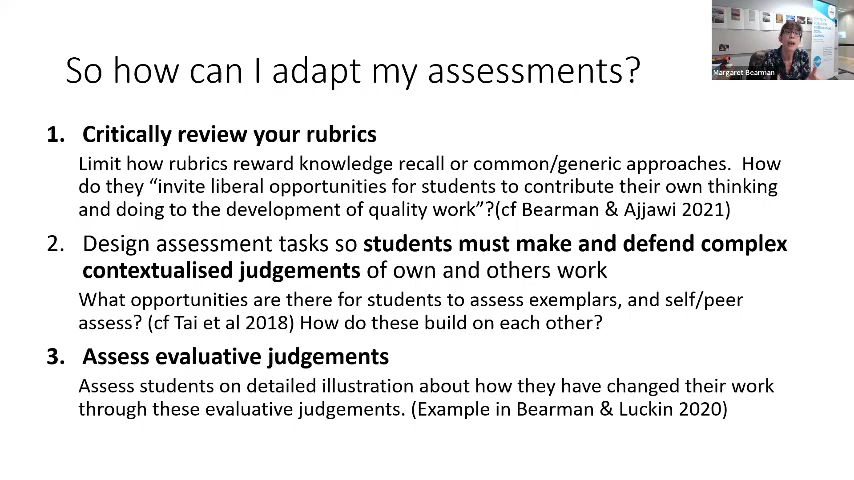 So how can I adapt my assessments?
Margaret Bearman
1. Critically review your rubrics
Limit how rubrics reward knowledge recall or common/generic approaches. How
do they “invite liberal opportunities for students to contribute their own thinking
and doing to the development of quality work”?(cf Bearman & Ajjawi 2021)
2. Design assessment tasks so students must make and defend complex
contextualised judgements of own and others work
What opportunities are there for students to assess exemplars, and self/peer
assess? (cf Tai et al 2018) How do these build on each other?
3. Assess evaluative judgements
Assess students on detailed illustration about how they have changed their work
through these evaluative judgements. (Example in Bearman & Luckin 2020)